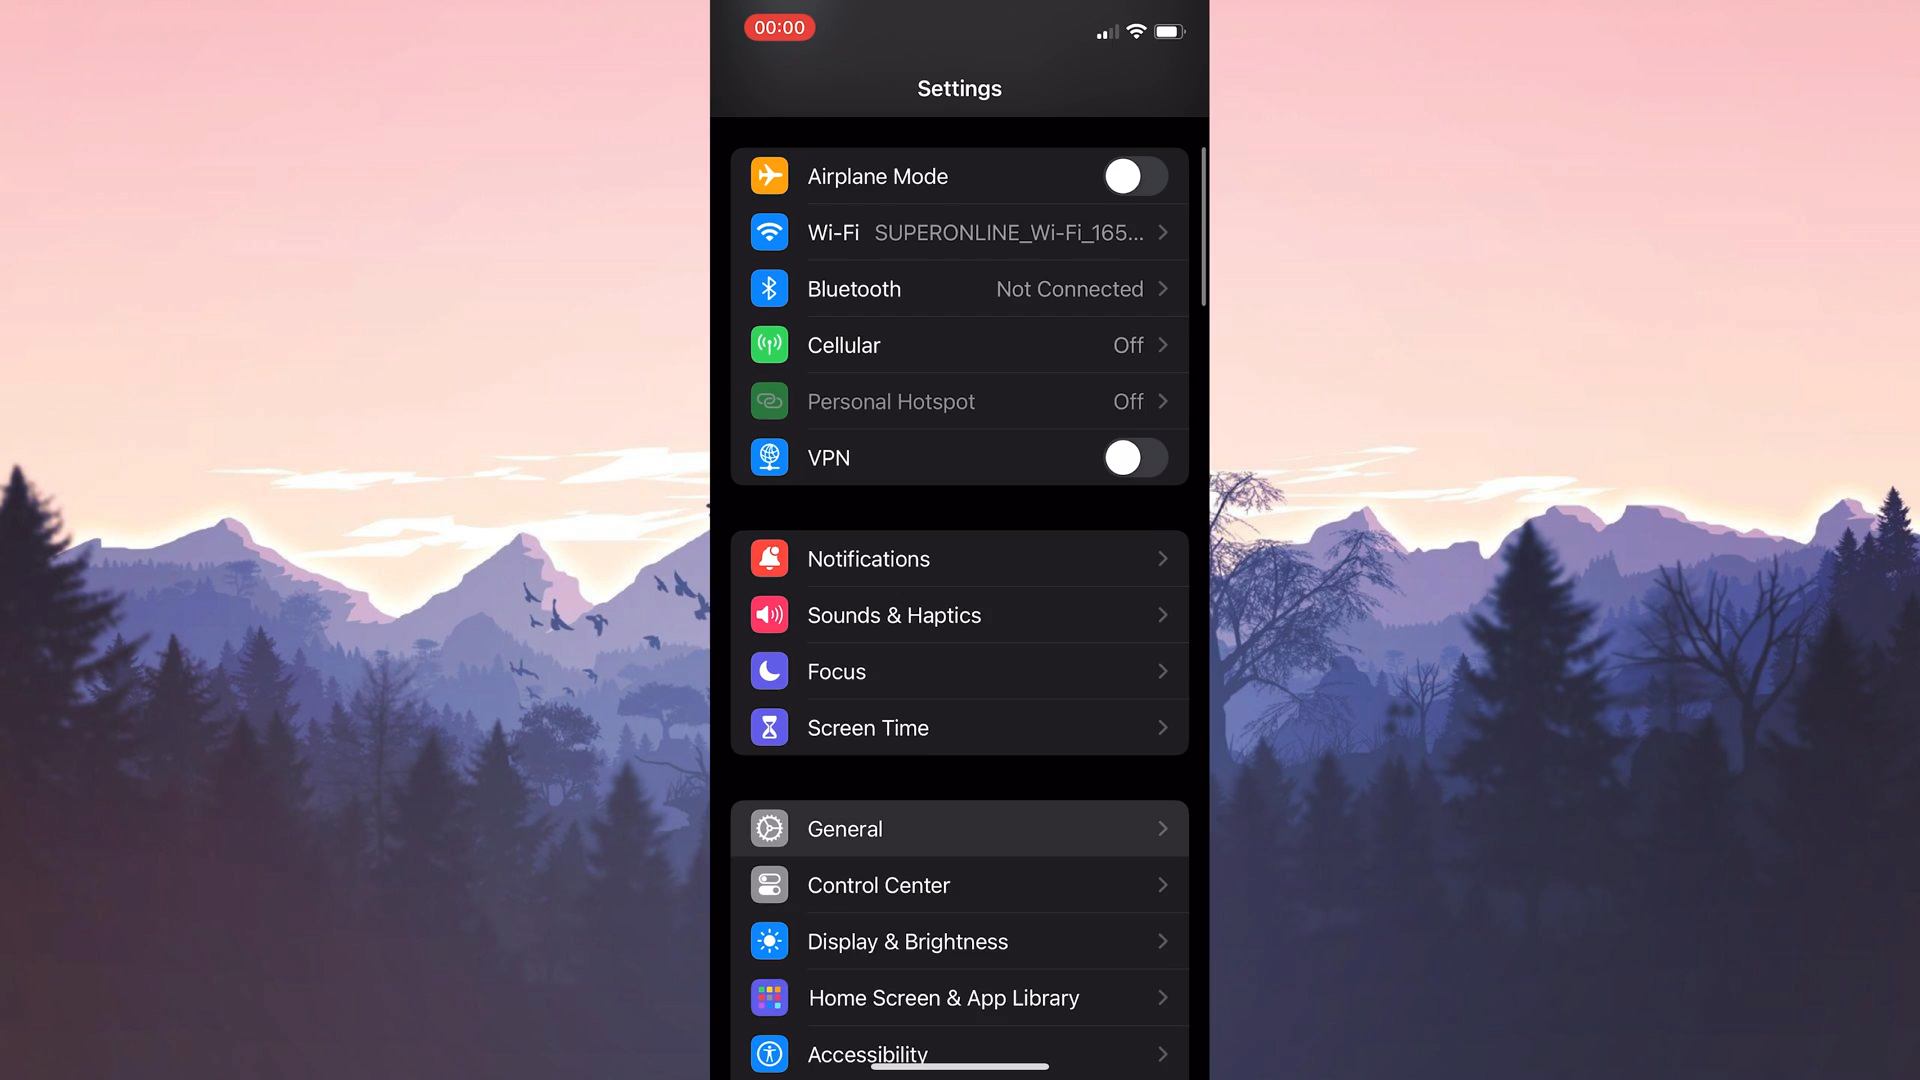 00:00
Settings
Airplane Mode
Wi-Fi SUPERONLINE_Wi-Fi_165...
Bluetooth Not Connected
Cellular Off
Personal Hotspot Off
VPN
Notifications
Sounds & Haptics
Focus
Screen Time
General
Control Center
Display & Brightness
Home Screen & App Library
Accessibility